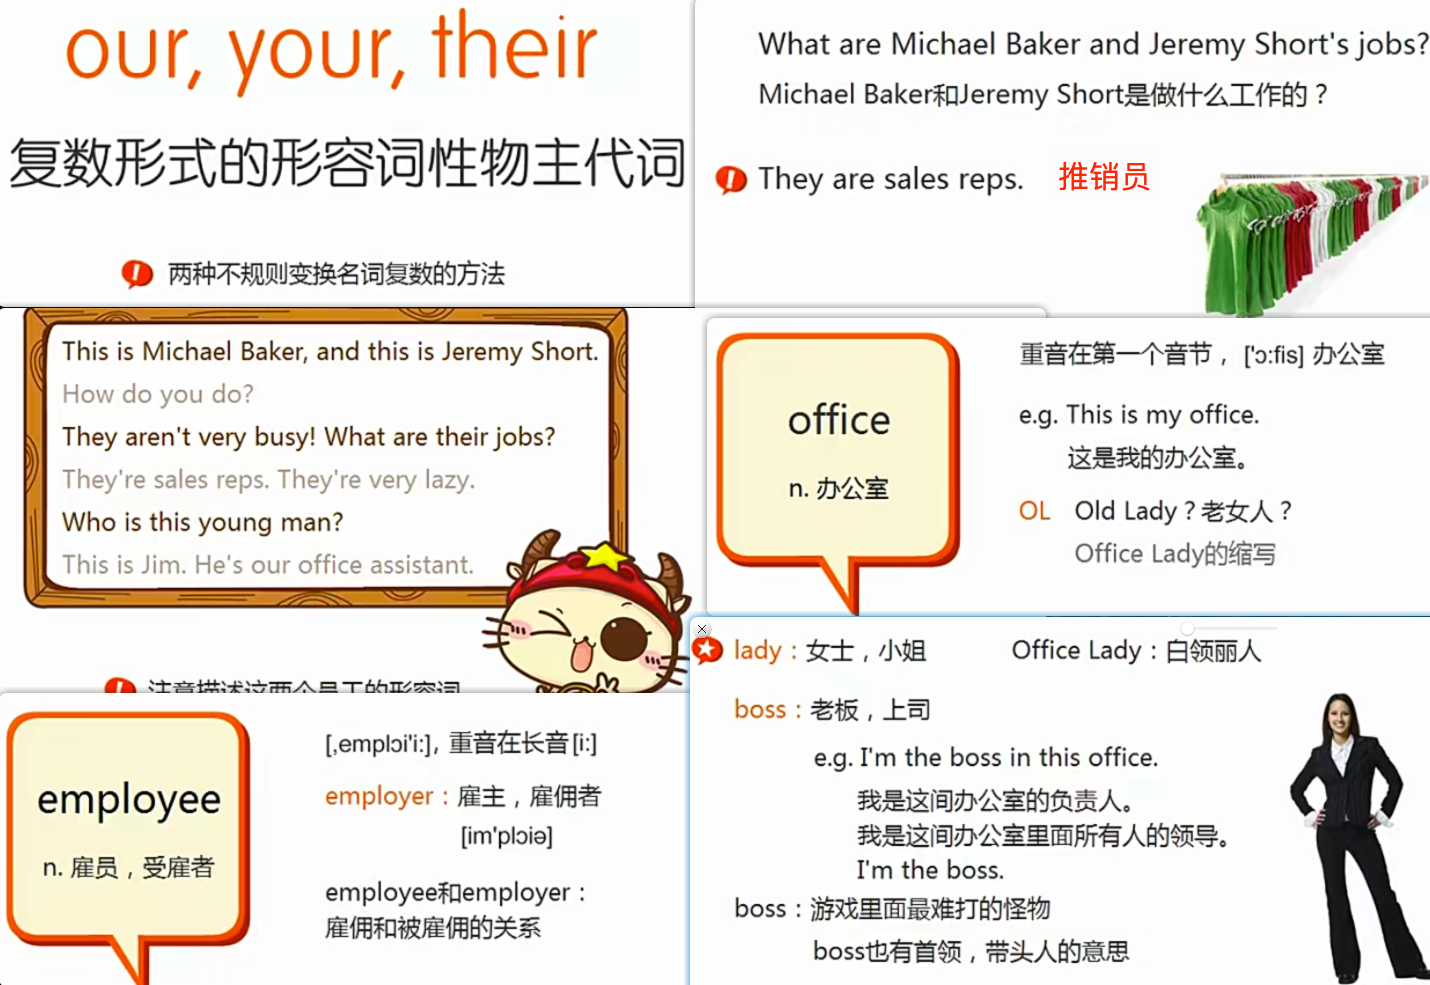 our, your, their
复数形式的形容词性物主代词
两种不规则变换名词复数的方法
What are Michael Baker and Jeremy Short's jobs?
Michael Baker和Jeremy Short是做什么工作的？
They are sales reps. 推销员
This is Michael Baker, and this is Jeremy Short.
How do you do?
They aren't very busy! What are their jobs?
They're sales reps. They're very lazy.
Who is this young man?
This is Jim. He's our office assistant.
注意描述这两个员工的形容词
office
n. 办公室
重音在第一个音节， ['ɔ:fis] 办公室
e.g. This is my office.
这是我的办公室。
OL Old Lady？老女人？
Office Lady的缩写
employee
n. 雇员，受雇者
[,emplɔi'i:], 重音在长音[i:]
employer：雇主，雇佣者
[im'plɔiə]
employee和employer：
雇佣和被雇佣的关系
lady：女士，小姐 Office Lady：白领丽人
boss：老板，上司
e.g. I'm the boss in this office.
我是这间办公室的负责人。
我是这间办公室里面所有人的领导。
I'm the boss.
boss：游戏里面最难打的怪物
boss也有首领，带头人的意思